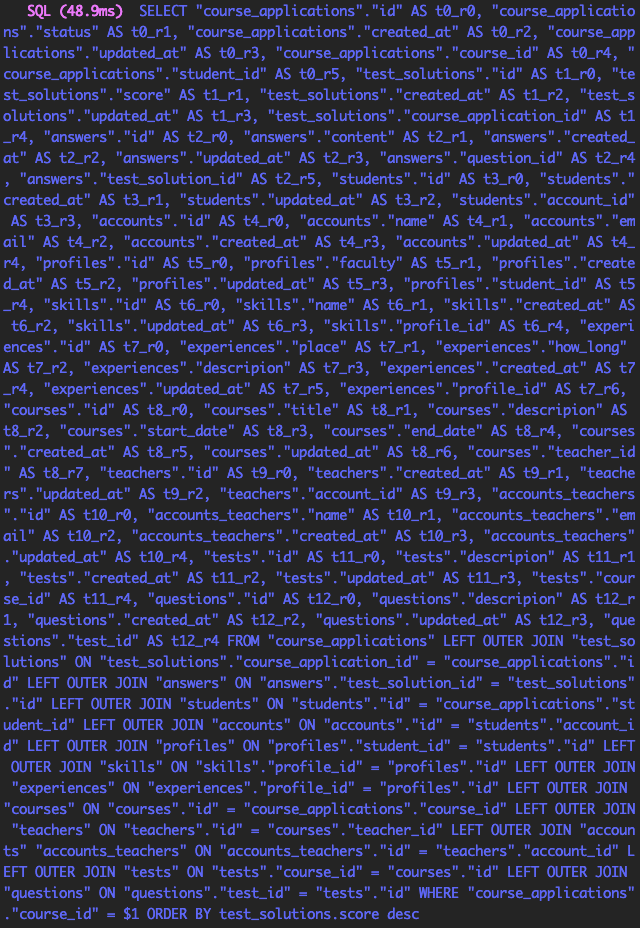 SQL (48.9ms)  SELECT "course_applications"."id" AS t0_r0, "course_applicatio
ns"."status" AS t0_r1, "course_applications"."created_at" AS t0_r2, "course_app
lications"."updated_at" AS t0_r3, "course_applications"."course_id" AS t0_r4, "
course_applications"."student_id" AS t0_r5, "test_solutions"."id" AS t1_r0, "te
st_solutions"."score" AS t1_r1, "test_solutions"."created_at" AS t1_r2, "test_s
olutions"."updated_at" AS t1_r3, "test_solutions"."course_application_id" AS t1
_r4, "answers"."id" AS t2_r0, "answers"."content" AS t2_r1, "answers"."created_
at" AS t2_r2, "answers"."updated_at" AS t2_r3, "answers"."question_id" AS t2_r4
, "answers"."test_solution_id" AS t2_r5, "students"."id" AS t3_r0, "students"."
created_at" AS t3_r1, "students"."updated_at" AS t3_r2, "students"."account_id"
 AS t3_r3, "accounts"."id" AS t4_r0, "accounts"."name" AS t4_r1, "accounts"."em
ail" AS t4_r2, "accounts"."created_at" AS t4_r3, "accounts"."updated_at" AS t4_
r4, "profiles"."id" AS t5_r0, "profiles"."faculty" AS t5_r1, "profiles"."create
d_at" AS t5_r2, "profiles"."updated_at" AS t5_r3, "profiles"."student_id" AS t5
_r4, "skills"."id" AS t6_r0, "skills"."name" AS t6_r1, "skills"."created_at" AS
 t6_r2, "skills"."updated_at" AS t6_r3, "skills"."profile_id" AS t6_r4, "experi
ences"."id" AS t7_r0, "experiences"."place" AS t7_r1, "experiences"."how_long"
AS t7_r2, "experiences"."descripion" AS t7_r3, "experiences"."created_at" AS t7
_r4, "experiences"."updated_at" AS t7_r5, "experiences"."profile_id" AS t7_r6,
"courses"."id" AS t8_r0, "courses"."title" AS t8_r1, "courses"."descripion" AS
t8_r2, "courses"."start_date" AS t8_r3, "courses"."end_date" AS t8_r4, "courses
"."created_at" AS t8_r5, "courses"."updated_at" AS t8_r6, "courses"."teacher_id
" AS t8_r7, "teachers"."id" AS t9_r0, "teachers"."created_at" AS t9_r1, "teache
rs"."updated_at" AS t9_r2, "teachers"."account_id" AS t9_r3, "accounts_teachers
"."id" AS t10_r0, "accounts_teachers"."name" AS t10_r1, "accounts_teachers"."em
ail" AS t10_r2, "accounts_teachers"."created_at" AS t10_r3, "accounts_teachers"
."updated_at" AS t10_r4, "tests"."id" AS t11_r0, "tests"."descripion" AS t11_r1
, "tests"."created_at" AS t11_r2, "tests"."updated_at" AS t11_r3, "tests"."cour
se_id" AS t11_r4, "questions"."id" AS t12_r0, "questions"."descripion" AS t12_r
1, "questions"."created_at" AS t12_r2, "questions"."updated_at" AS t12_r3, "que
stions"."test_id" AS t12_r4 FROM "course_applications" LEFT OUTER JOIN "test_so
lutions" ON "test_solutions"."course_application_id" = "course_applications"."i
d" LEFT OUTER JOIN "answers" ON "answers"."test_solution_id" = "test_solutions"
."id" LEFT OUTER JOIN "students" ON "students"."id" = "course_applications"."st
udent_id" LEFT OUTER JOIN "accounts" ON "accounts"."id" = "students"."account_i
d" LEFT OUTER JOIN "profiles" ON "profiles"."student_id" = "students"."id" LEFT
 OUTER JOIN "skills" ON "skills"."profile_id" = "profiles"."id" LEFT OUTER JOIN
 "experiences" ON "experiences"."profile_id" = "profiles"."id" LEFT OUTER JOIN
"courses" ON "courses"."id" = "course_applications"."course_id" LEFT OUTER JOIN
 "teachers" ON "teachers"."id" = "courses"."teacher_id" LEFT OUTER JOIN "accoun
ts" "accounts_teachers" ON "accounts_teachers"."id" = "teachers"."account_id" L
EFT OUTER JOIN "tests" ON "tests"."course_id" = "courses"."id" LEFT OUTER JOIN
"questions" ON "questions"."test_id" = "tests"."id" WHERE "course_applications"
."course_id" = $1 ORDER BY test_solutions.score desc